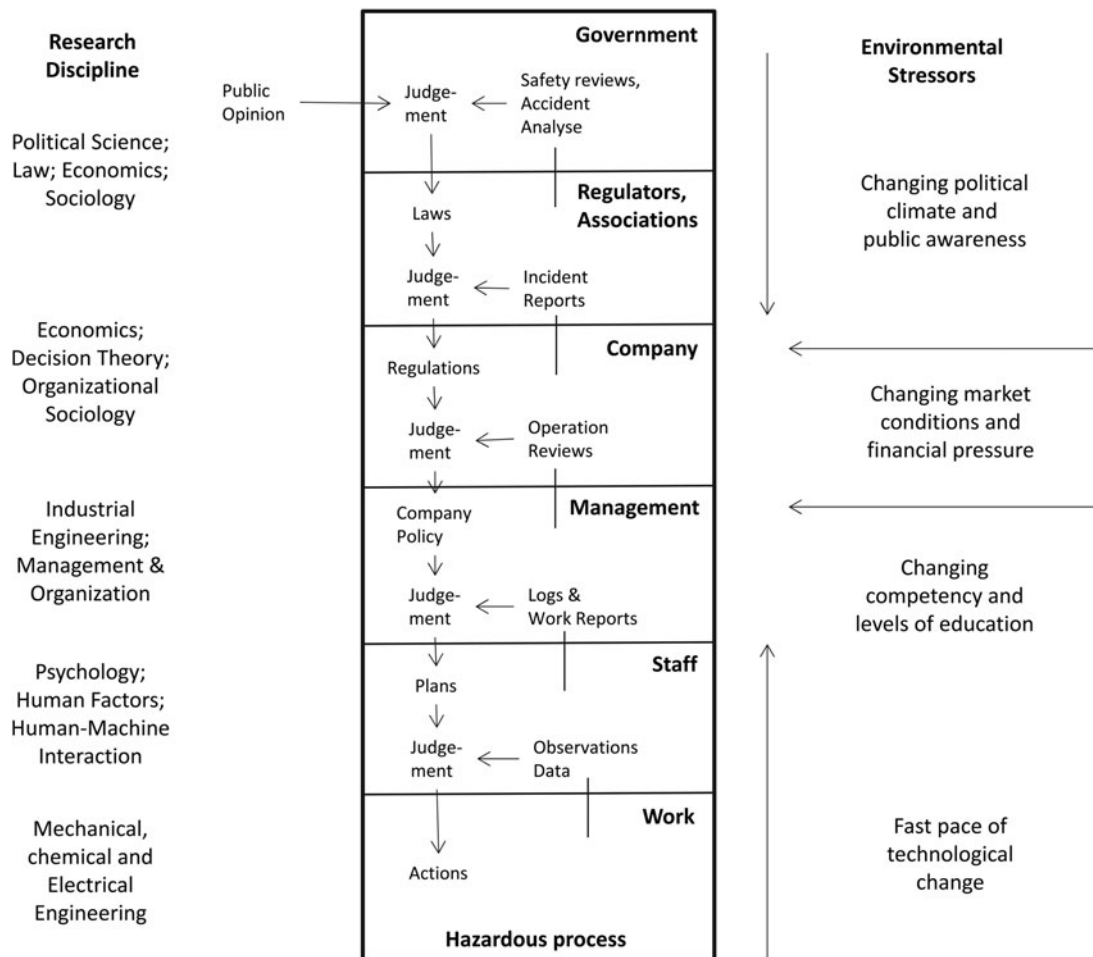 Research
Discipline
Government
Environmental
Stressors
Public
Opinion
Judge-
ment
Safety reviews,
Accident
Analyse
Political Science;
Law; Economics;
Sociology
Regulators,
Associations
Changing political
climate and
public awareness
Laws
Judge-
ment
Incident
Reports
Economics;
Decision Theory;
Organizational
Sociology
Company
Regulations
Changing market
conditions and
financial pressure
Judge-
ment
Operation
Reviews
Industrial
Engineering;
Management &
Organization
Management
Company
Policy
Changing
competency and
levels of education
Judge-
ment
Logs &
Work Reports
Psychology;
Human Factors;
Human-Machine
Interaction
Staff
Plans
Judge-
ment
Observations
Data
Mechanical,
chemical and
Electrical
Engineering
Work
Actions
Fast pace of
technological
change
Hazardous process